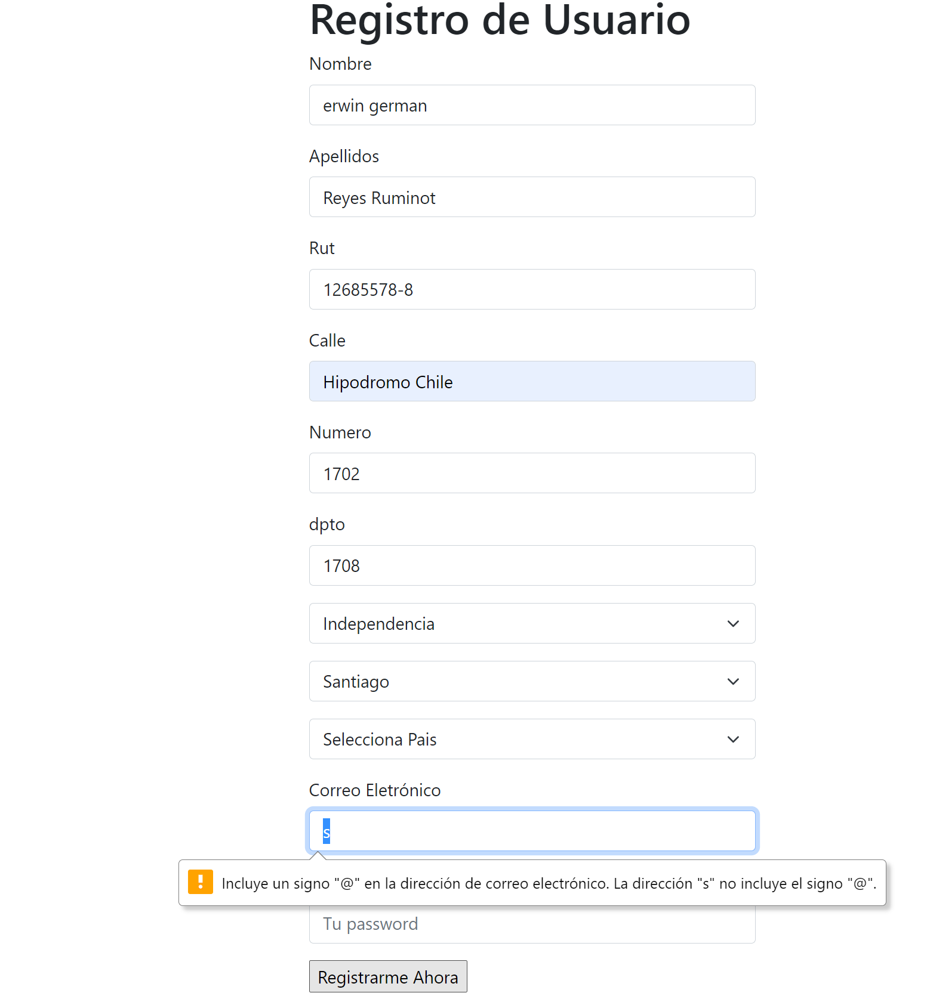 Registro de Usuario
Nombre
erwin german
Apellidos
Reyes Ruminot
Rut
12685578-8
Calle
Hipodromo Chile
Numero
1702
dpto
1708
Independencia
Santiago
Selecciona Pais
Correo Eletrónico
s
Incluye un signo "@" en la dirección de correo electrónico. La dirección "s" no incluye el signo "@".
Tu password
Registrarme Ahora